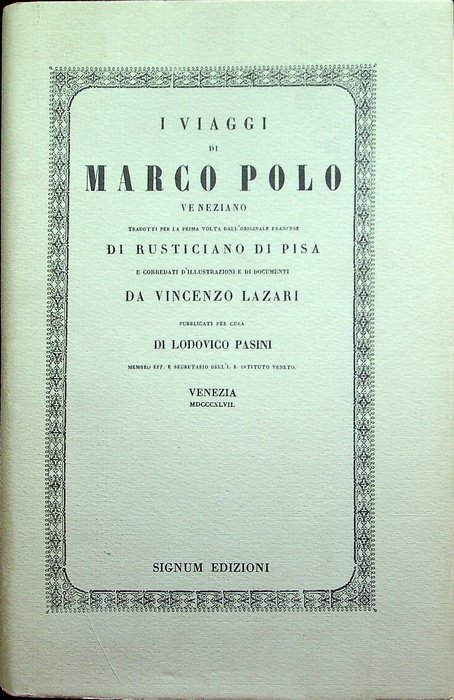 I VIAGGI
DI
MARCO POLO
VENEZIANO
TRADOTTI PER LA PRIMA VOLTA DALL'ORIGINALE FRANCESE
DI RUSTICIANO DI PISA
E CORREDATI D'ILLUSTRAZIONI E DI DOCUMENTI
DA VINCENZO LAZARI
PUBBLICATI PER CURA
DI LODOVICO PASINI
MEMBRO EFF. E SEGRETARIO DELL'I. R. ISTITUTO VENETO.
VENEZIA
MDCCCXLVII.
SIGNUM EDIZIONI